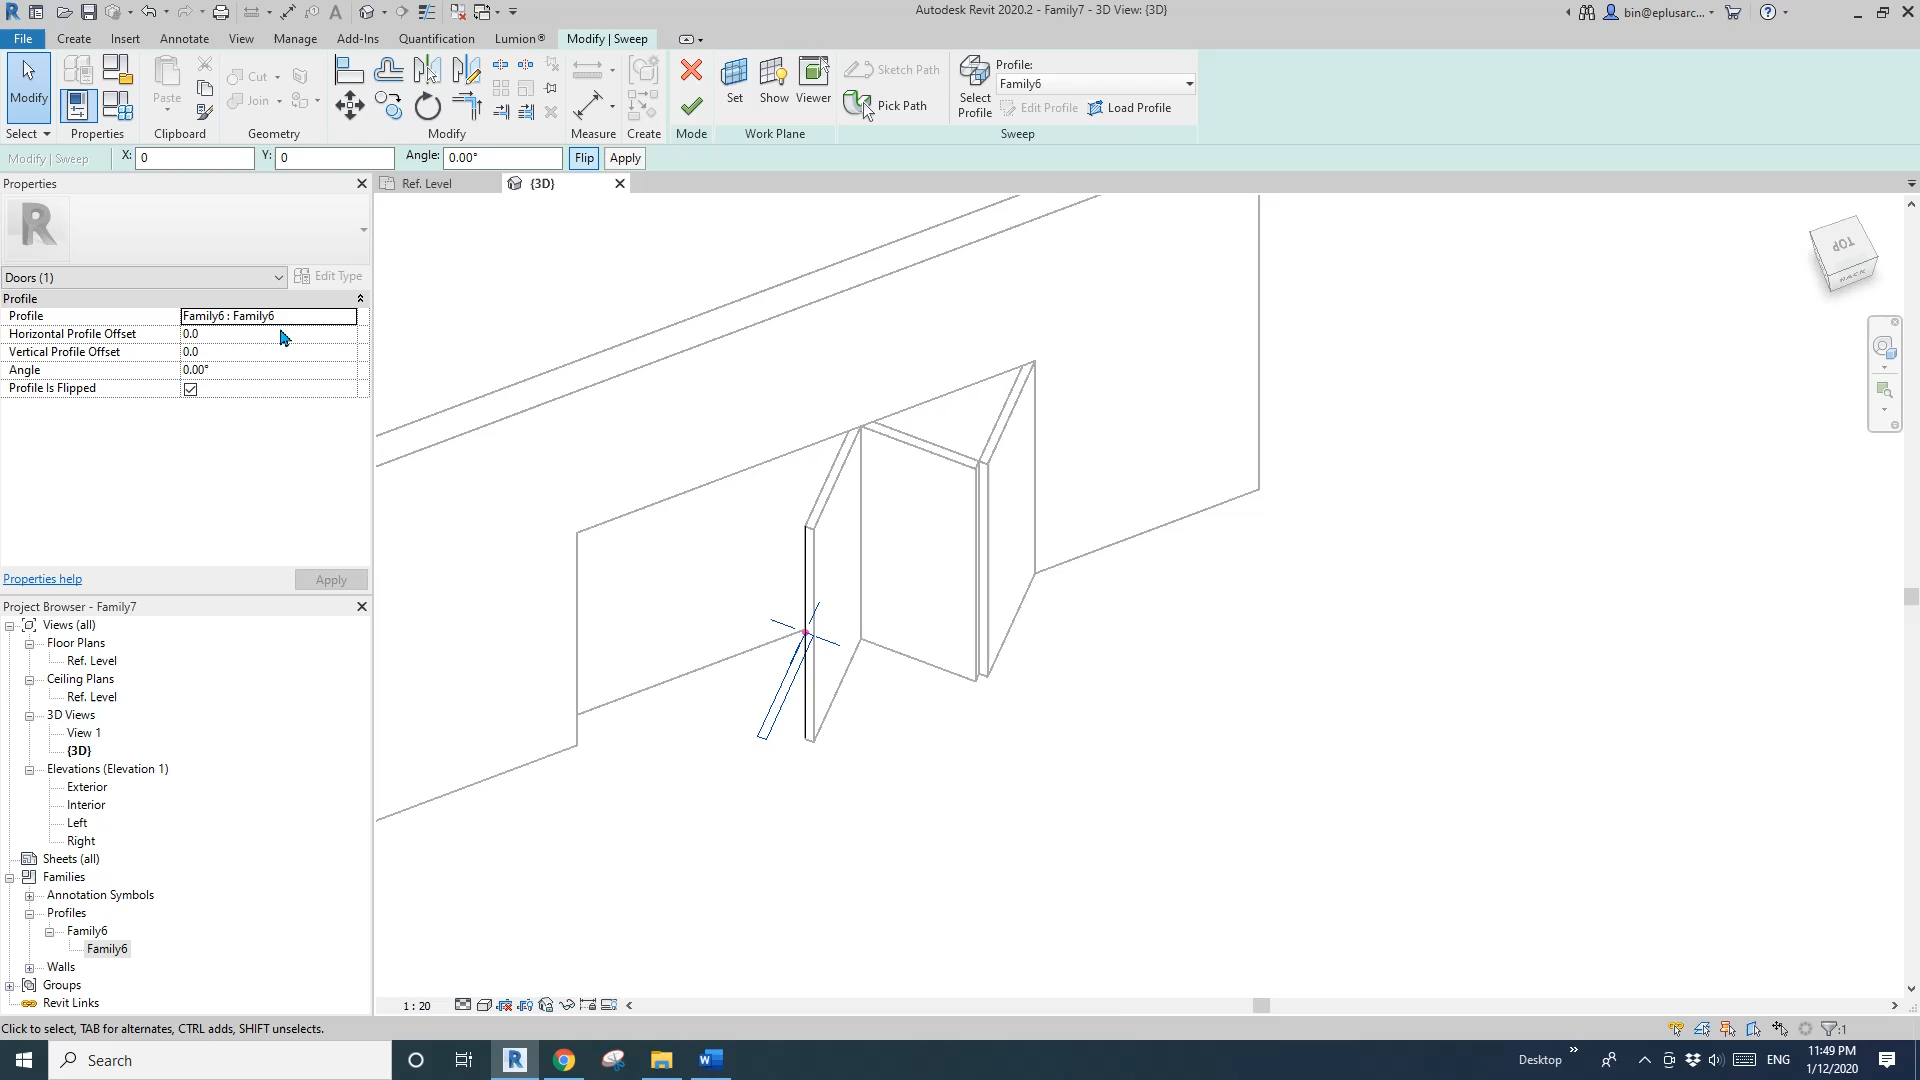 Autodesk Revit 2020.2 - Family7 - 3D View: {3D}
bin@eplusarc...
File Create Insert Annotate View Manage Add-Ins Quantification Lumion® Modify | Sweep
Modify
Paste
Cut
Join
Set Show Viewer
Sketch Path
Pick Path
Select Profile
Profile:
Family6
Edit Profile Load Profile
Select Properties Clipboard Geometry Modify Measure Create Mode Work Plane Sweep
Modify | Sweep X: 0 Y: 0 Angle: 0.00° Flip Apply
Properties
Ref. Level {3D}
R
Doors (1) Edit Type
Profile
Profile Family6 : Family6
Horizontal Profile Offset 0.0
Vertical Profile Offset 0.0
Angle 0.00°
Profile Is Flipped
Properties help Apply
TOP
BACK
Project Browser - Family7
Views (all)
Floor Plans
Ref. Level
Ceiling Plans
Ref. Level
3D Views
View 1
{3D}
Elevations (Elevation 1)
Exterior
Interior
Left
Right
Sheets (all)
Families
Annotation Symbols
Profiles
Family6
Family6
Walls
Groups
Revit Links
1 : 20
Click to select, TAB for alternates, CTRL adds, SHIFT unselects.
:1
Search
Desktop
ENG
11:49 PM
1/12/2020